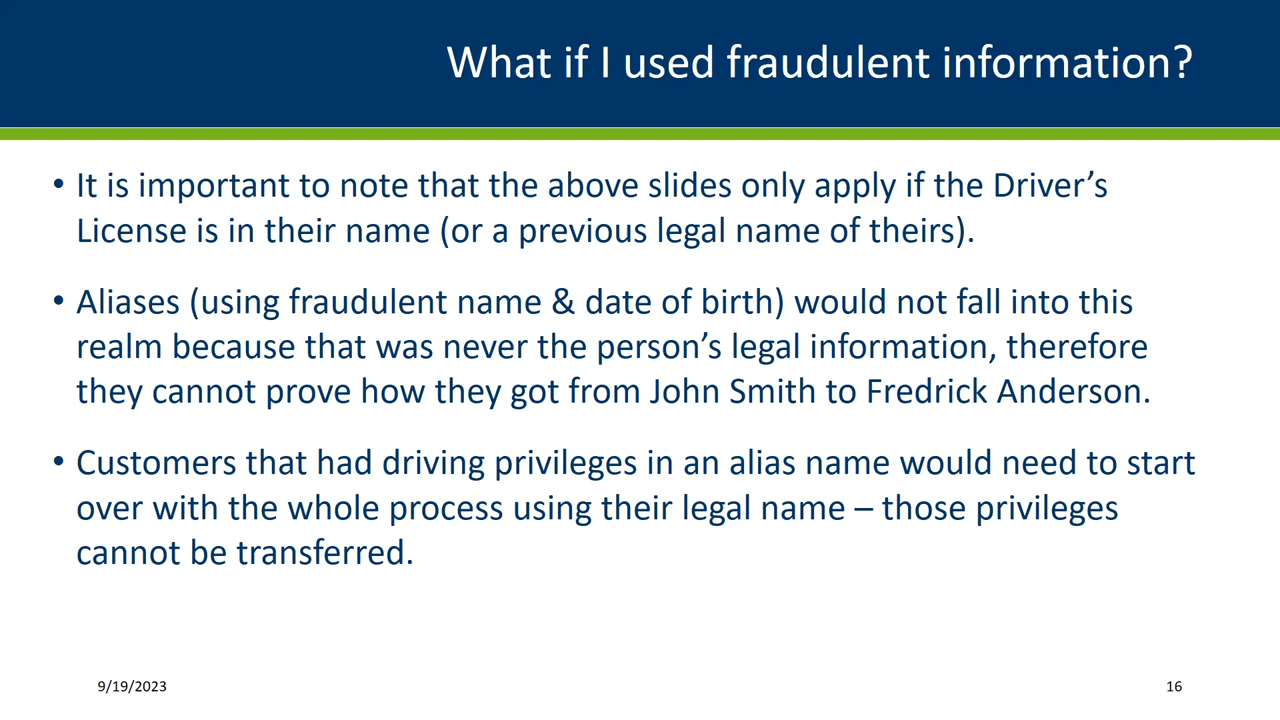 What if I used fraudulent information?
• It is important to note that the above slides only apply if the Driver’s
License is in their name (or a previous legal name of theirs).
• Aliases (using fraudulent name & date of birth) would not fall into this
realm because that was never the person’s legal information, therefore
they cannot prove how they got from John Smith to Fredrick Anderson.
• Customers that had driving privileges in an alias name would need to start
over with the whole process using their legal name – those privileges
cannot be transferred.
9/19/2023
16